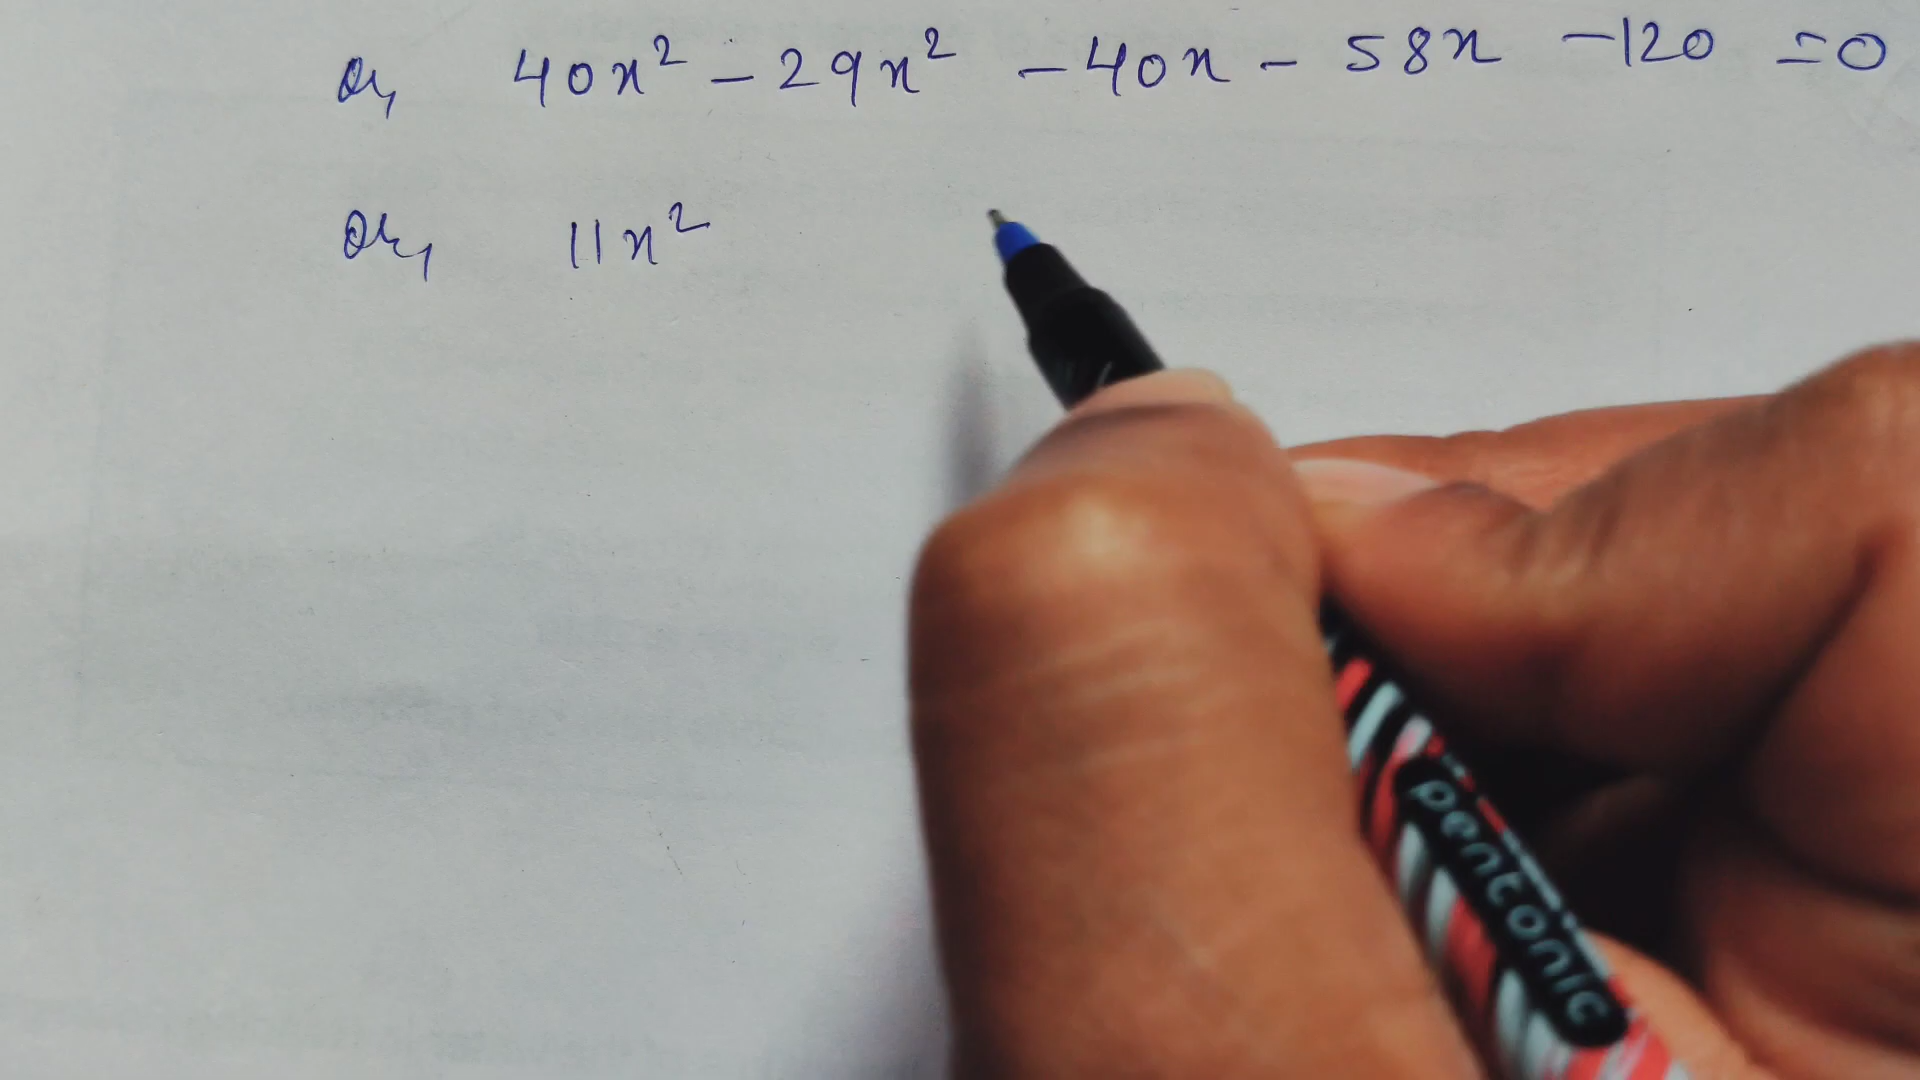 Or, 40x² - 29x² - 40x - 58x - 120 = 0
Or, 11x²
pentonic